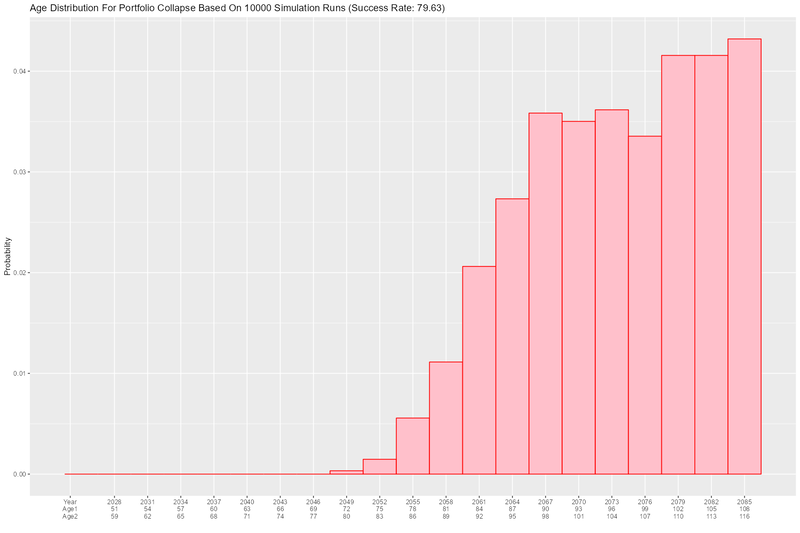 Age Distribution For Portfolio Collapse Based On 10000 Simulation Runs (Success Rate: 79.63)
0.04
0.03
0.02
0.01
0.00
Probability
Year 2028 2031 2034 2037 2040 2043 2046 2049 2052 2055 2058 2061 2064 2067 2070 2073 2076 2079 2082 2085
Age1 51 54 57 60 63 66 69 72 75 78 81 84 87 90 93 96 99 102 105 108
Age2 59 62 65 68 71 74 77 80 83 86 89 92 95 98 101 104 107 110 113 116